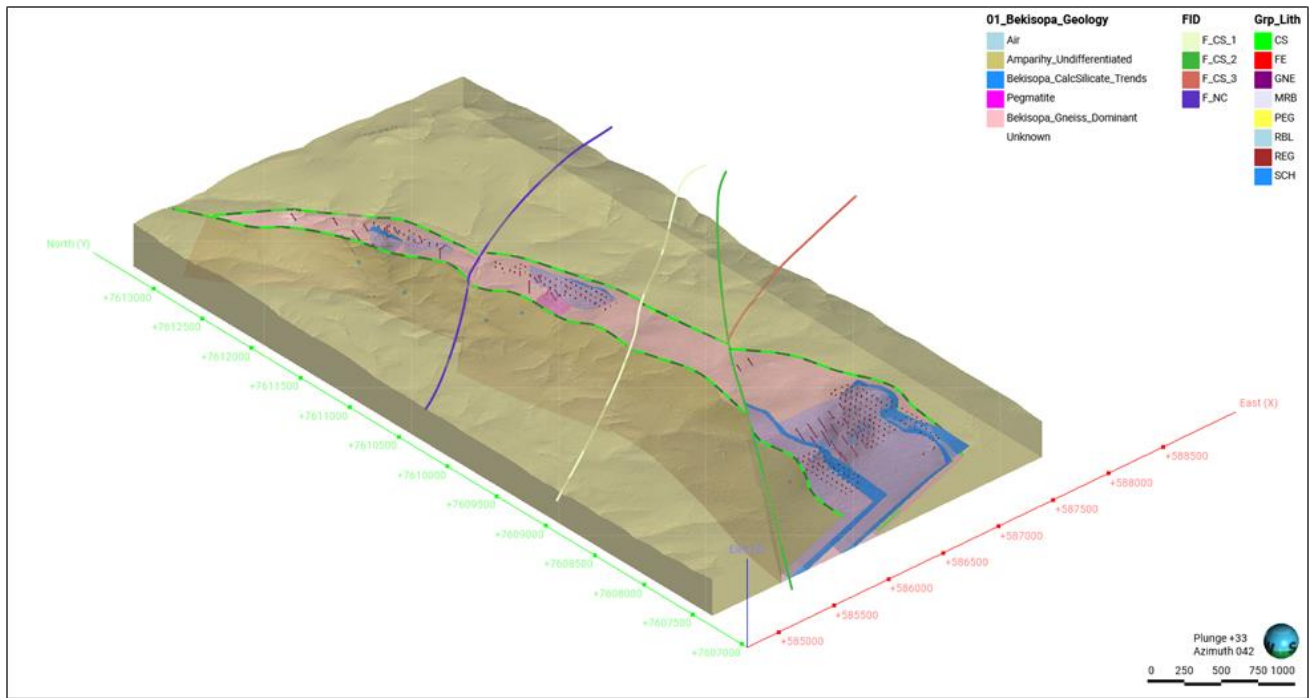 01_Bekisopa_Geology
Air
Amparihy_Undifferentiated
Bekisopa_CalcSilicate_Trends
Pegmatite
Bekisopa_Gneiss_Dominant
Unknown
FID
F_CS_1
F_CS_2
F_CS_3
F_NC
Grp_Lith
CS
FE
GNE
MRB
PEG
RBL
REG
SCH
North (Y)
+7613000
+7612500
+7612000
+7611500
+7611000
+7610500
+7610000
+7609500
+7609000
+7608500
+7608000
+7607500
+7607000
East (X)
+588500
+588000
+587500
+587000
+586500
+586000
+585500
+585000
Plunge +33
Azimuth 042
0 250 500 750 1000